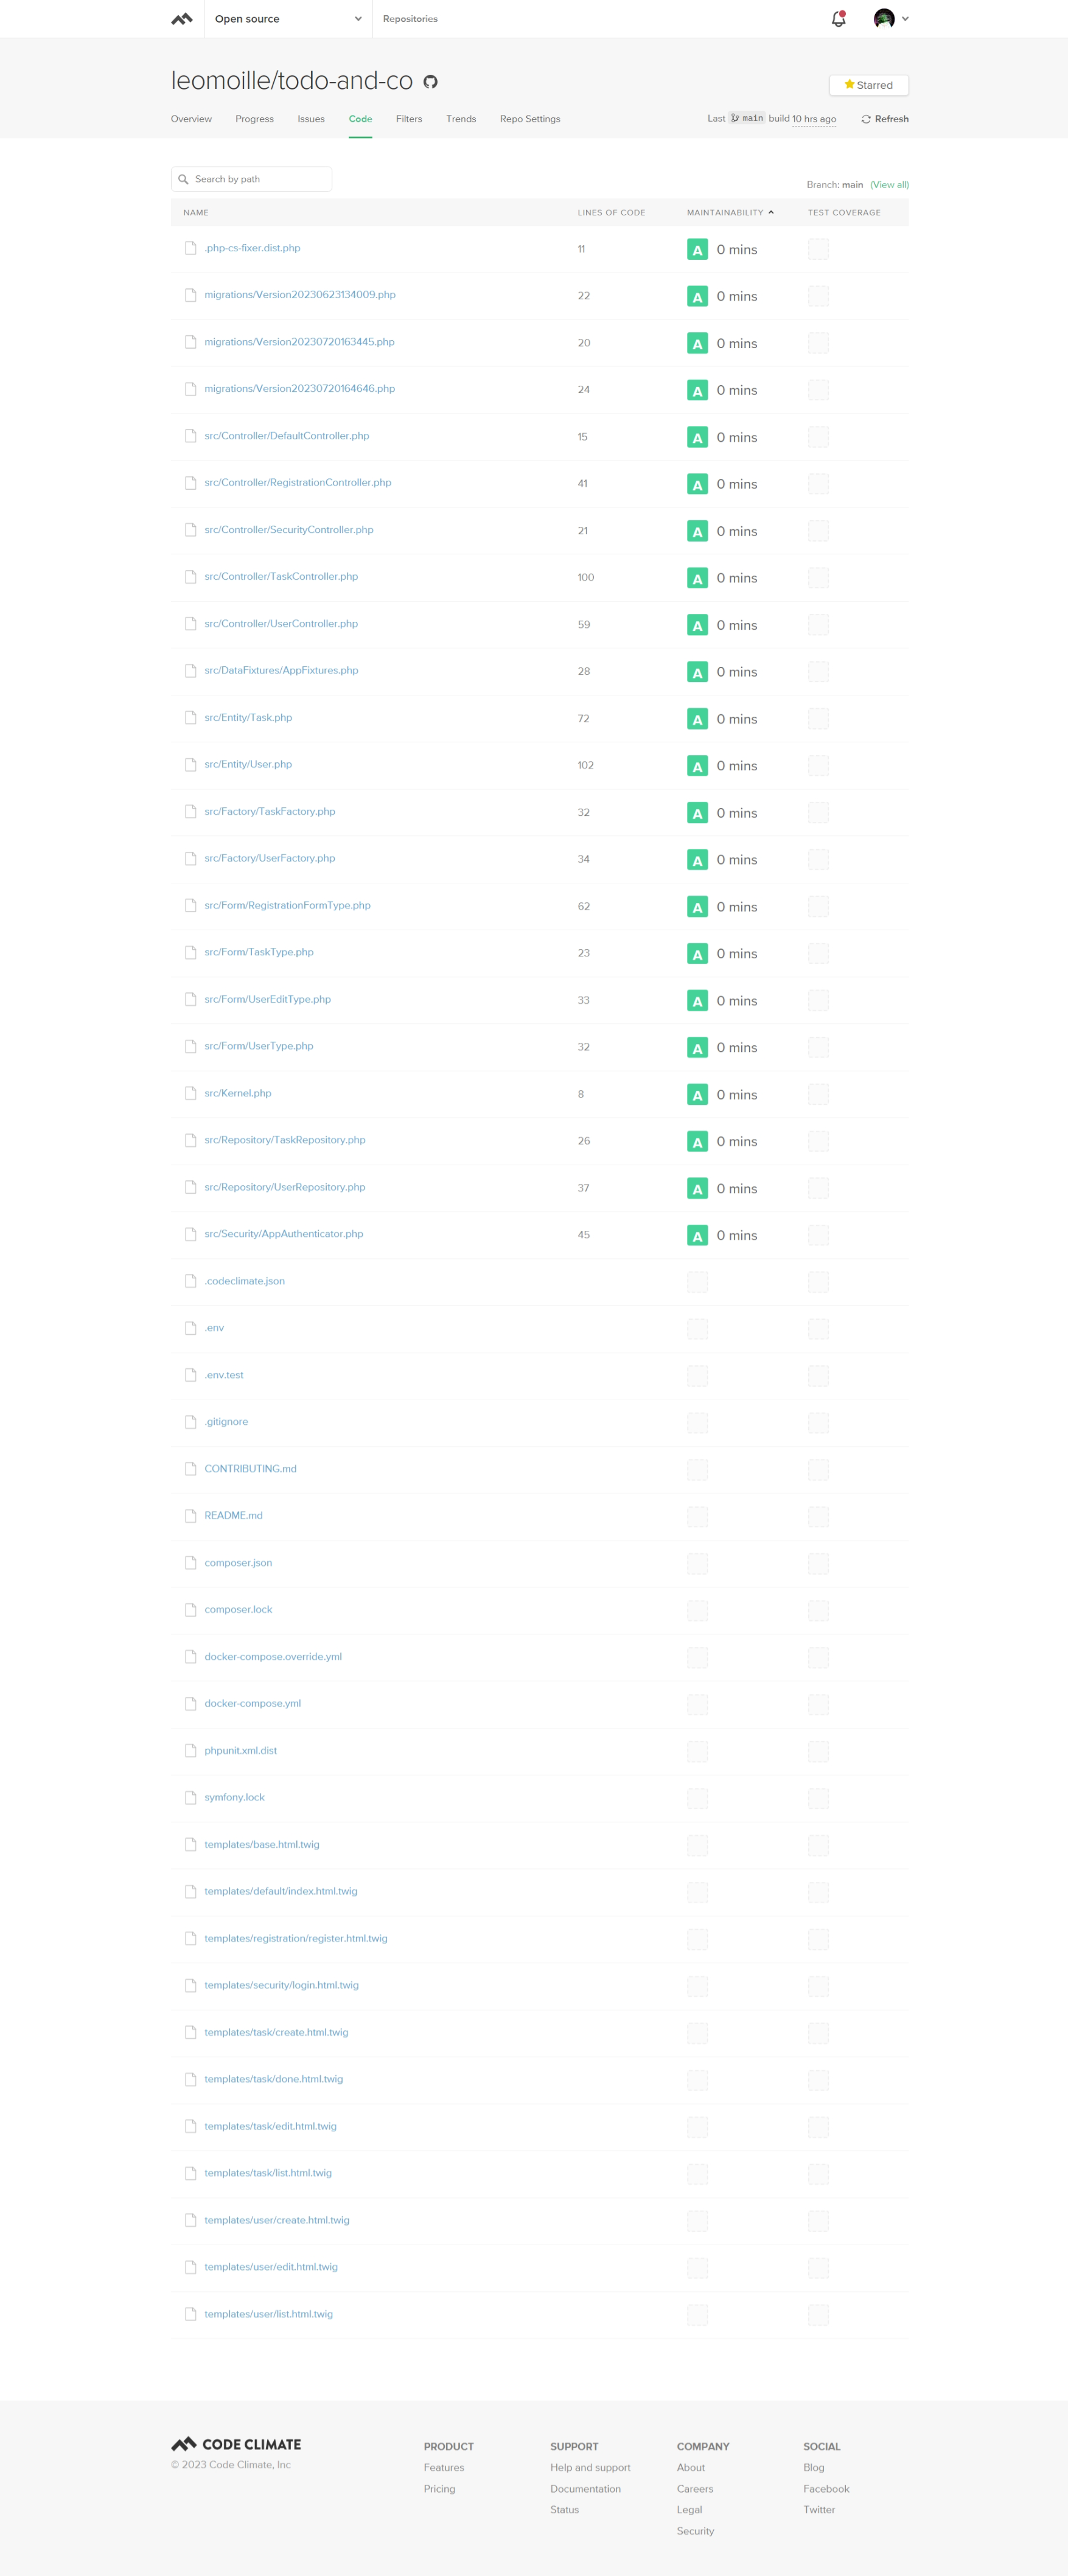 Open source Repositories
leomoille/todo-and-co
Starred
Overview Progress Issues Code Filters Trends Repo Settings Last main build 10 hrs ago Refresh
Search by path
Branch: main (View all)
NAME LINES OF CODE MAINTAINABILITY TEST COVERAGE
.php-cs-fixer.dist.php 11 A 0 mins
migrations/Version20230623134009.php 22 A 0 mins
migrations/Version20230720163445.php 20 A 0 mins
migrations/Version20230720164646.php 24 A 0 mins
src/Controller/DefaultController.php 15 A 0 mins
src/Controller/RegistrationController.php 41 A 0 mins
src/Controller/SecurityController.php 21 A 0 mins
src/Controller/TaskController.php 100 A 0 mins
src/Controller/UserController.php 59 A 0 mins
src/DataFixtures/AppFixtures.php 28 A 0 mins
src/Entity/Task.php 72 A 0 mins
src/Entity/User.php 102 A 0 mins
src/Factory/TaskFactory.php 32 A 0 mins
src/Factory/UserFactory.php 34 A 0 mins
src/Form/RegistrationFormType.php 62 A 0 mins
src/Form/TaskType.php 23 A 0 mins
src/Form/UserEditType.php 33 A 0 mins
src/Form/UserType.php 32 A 0 mins
src/Kernel.php 8 A 0 mins
src/Repository/TaskRepository.php 26 A 0 mins
src/Repository/UserRepository.php 37 A 0 mins
src/Security/AppAuthenticator.php 45 A 0 mins
.codeclimate.json
.env
.env.test
.gitignore
CONTRIBUTING.md
README.md
composer.json
composer.lock
docker-compose.override.yml
docker-compose.yml
phpunit.xml.dist
symfony.lock
templates/base.html.twig
templates/default/index.html.twig
templates/registration/register.html.twig
templates/security/login.html.twig
templates/task/create.html.twig
templates/task/done.html.twig
templates/task/edit.html.twig
templates/task/list.html.twig
templates/user/create.html.twig
templates/user/edit.html.twig
templates/user/list.html.twig
CODE CLIMATE
© 2023 Code Climate, Inc
PRODUCT
Features
Pricing
SUPPORT
Help and support
Documentation
Status
COMPANY
About
Careers
Legal
Security
SOCIAL
Blog
Facebook
Twitter